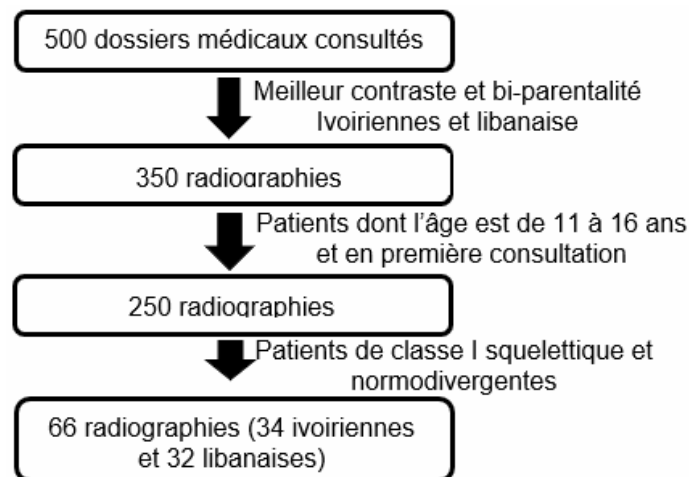 500 dossiers médicaux consultés
Meilleur contraste et bi-parentalité
Ivoiriennes et libanaise
350 radiographies
Patients dont l'âge est de 11 à 16 ans
et en première consultation
250 radiographies
Patients de classe I squelettique et
normodivergentes
66 radiographies (34 ivoiriennes
et 32 libanaises)